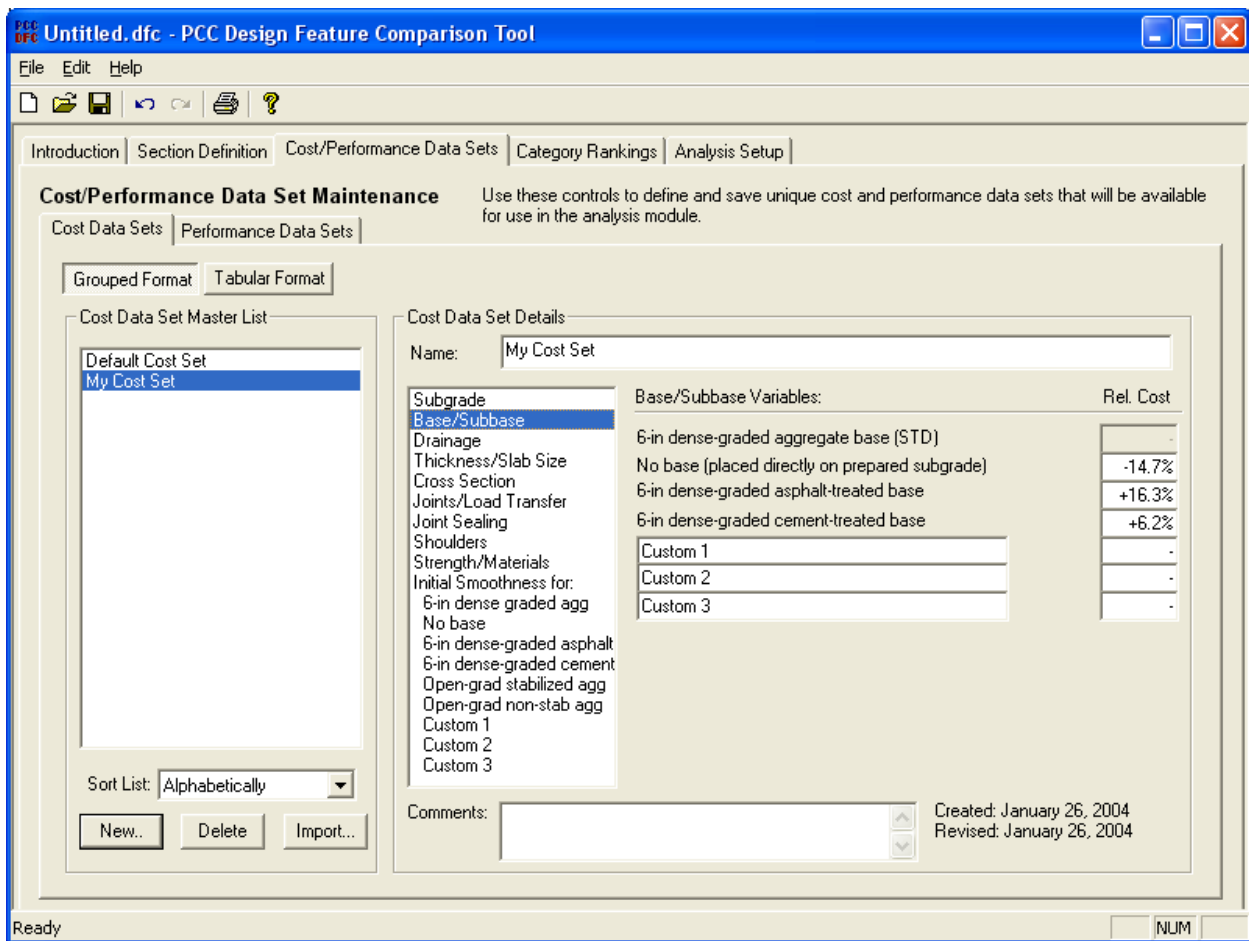 PCC DFC Untitled.dfc - PCC Design Feature Comparison Tool
File Edit Help
Introduction Section Definition Cost/Performance Data Sets Category Rankings Analysis Setup
Cost/Performance Data Set Maintenance
Use these controls to define and save unique cost and performance data sets that will be available
for use in the analysis module.
Cost Data Sets Performance Data Sets
Grouped Format Tabular Format
Cost Data Set Master List
Default Cost Set
My Cost Set
Sort List: Alphabetically
New.. Delete Import...
Cost Data Set Details
Name: My Cost Set
Subgrade
Base/Subbase
Drainage
Thickness/Slab Size
Cross Section
Joints/Load Transfer
Joint Sealing
Shoulders
Strength/Materials
Initial Smoothness for:
6-in dense graded agg
No base
6-in dense-graded asphalt
6-in dense-graded cement
Open-grad stabilized agg
Open-grad non-stab agg
Custom 1
Custom 2
Custom 3
Base/Subbase Variables: Rel. Cost
6-in dense-graded aggregate base (STD) -
No base (placed directly on prepared subgrade) -14.7%
6-in dense-graded asphalt-treated base +16.3%
6-in dense-graded cement-treated base +6.2%
Custom 1 -
Custom 2 -
Custom 3 -
Comments:
Created: January 26, 2004
Revised: January 26, 2004
Ready NUM